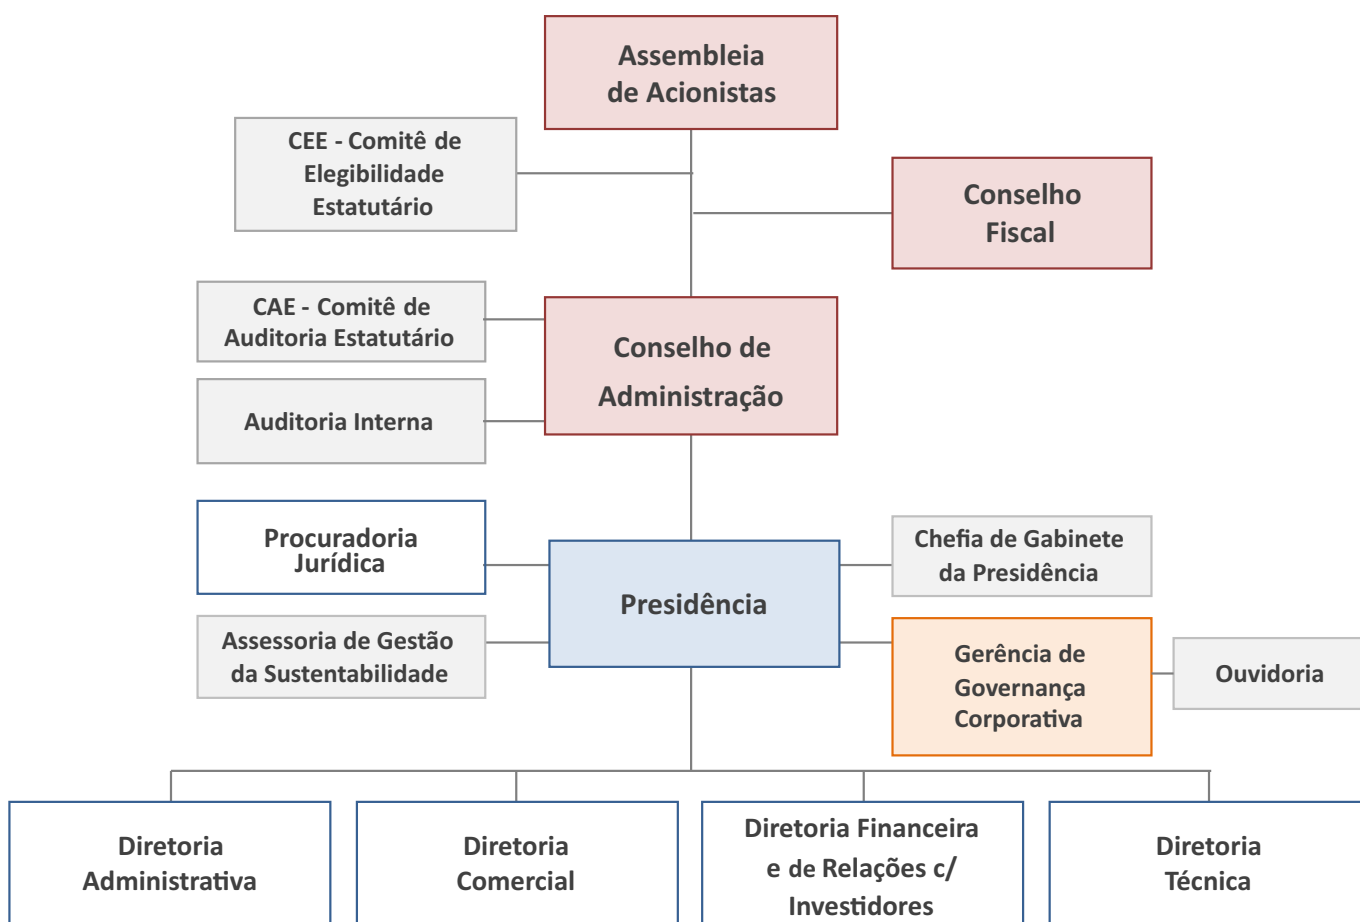 Assembleia
de Acionistas
CEE - Comitê de
Elegibilidade
Estatutário
Conselho
Fiscal
CAE - Comitê de
Auditoria Estatutário
Conselho de
Administração
Auditoria Interna
Procuradoria
Jurídica
Chefia de Gabinete
da Presidência
Presidência
Assessoria de Gestão
da Sustentabilidade
Gerência de
Governança
Corporativa
Ouvidoria
Diretoria
Administrativa
Diretoria
Comercial
Diretoria Financeira
e de Relações c/
Investidores
Diretoria
Técnica